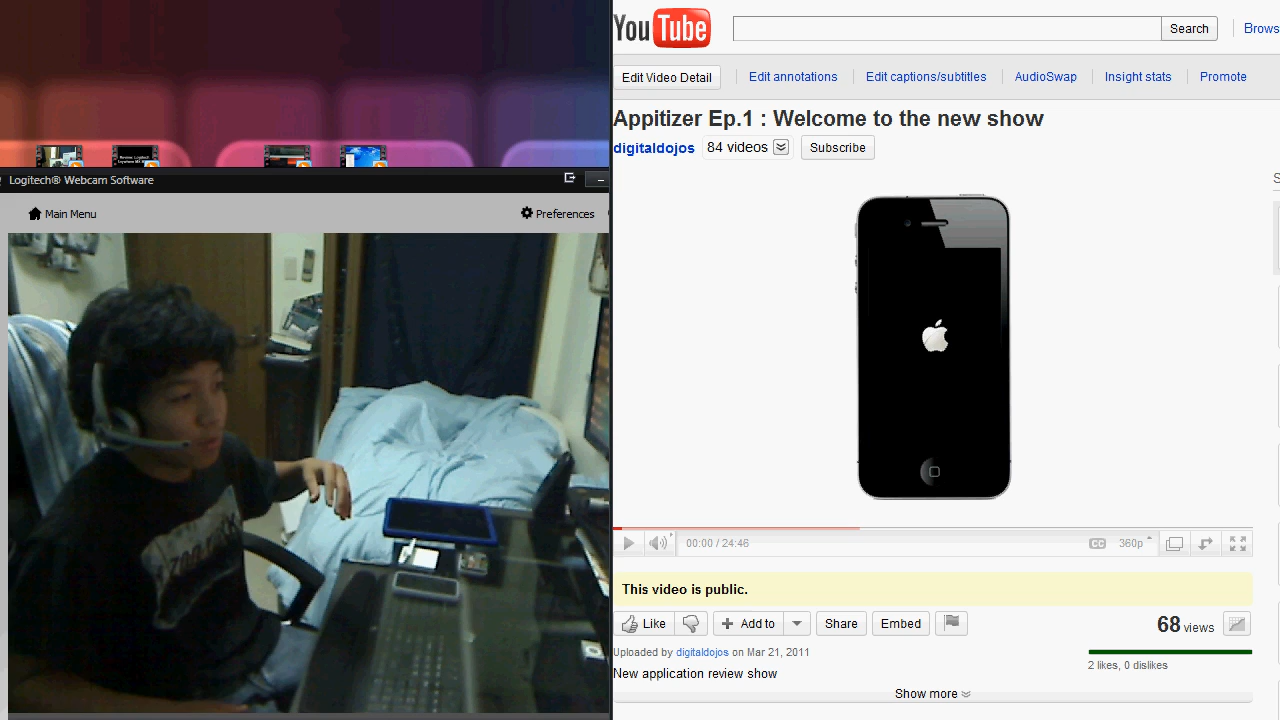 Logitech® Webcam Software
Main Menu
Preferences
YouTube
Search
Brows
Edit Video Detail
Edit annotations
Edit captions/subtitles
AudioSwap
Insight stats
Promote
Appitizer Ep.1 : Welcome to the new show
digitaldojos 84 videos Subscribe
S
00:00 / 24:46
CC
360p
This video is public.
Like
Add to
Share
Embed
68 views
Uploaded by digitaldojos on Mar 21, 2011
2 likes, 0 dislikes
New application review show
Show more